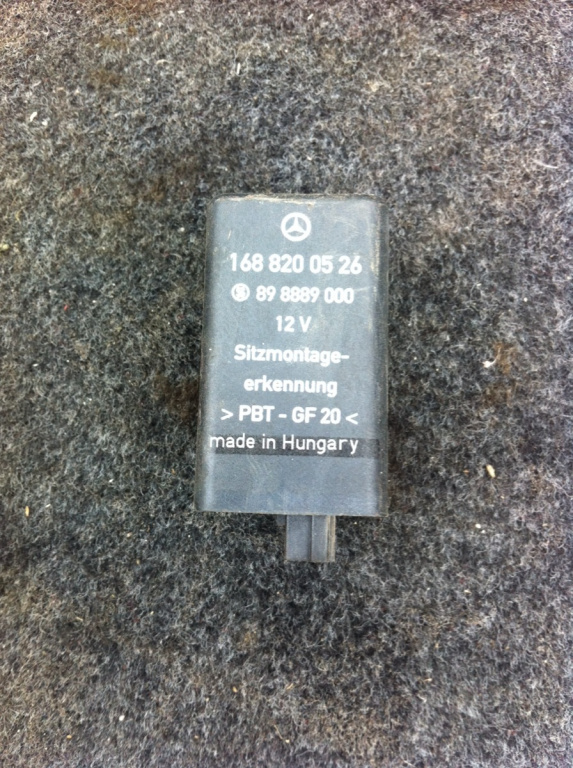 168 820 05 26
89 8889 000
12 V
Sitzmontage-
erkennung
> PBT - GF 20 <
made in Hungary